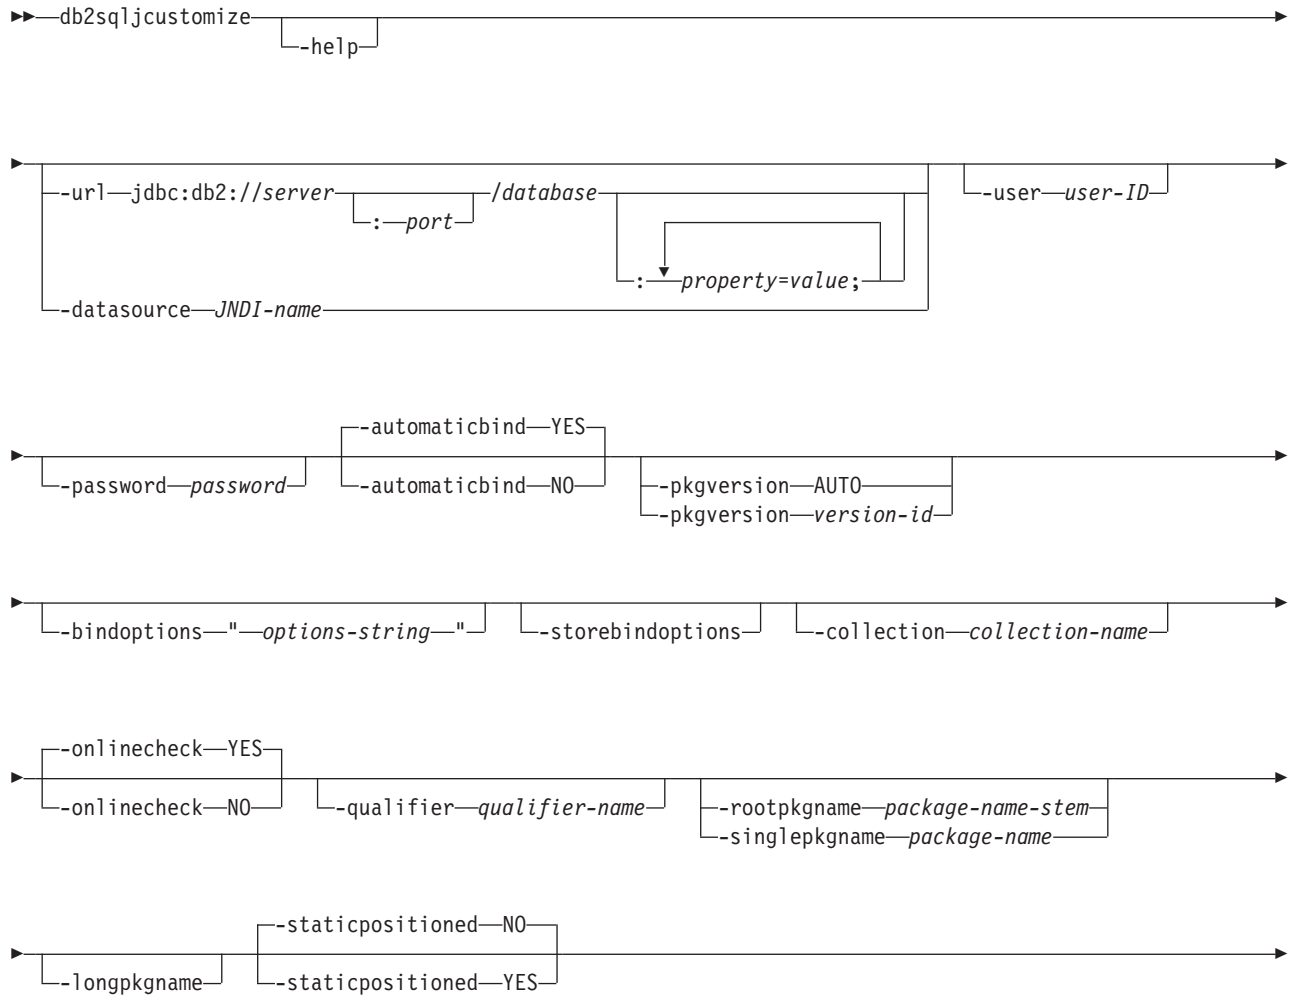 db2sqljcustomize
-help
-url jdbc:db2://server /database -user user-ID
: port
: property=value;
-datasource JNDI-name
-automaticbind YES
-password password -automaticbind NO -pkgversion AUTO
-pkgversion version-id
-bindoptions " options-string " -storebindoptions -collection collection-name
-onlinecheck YES
-onlinecheck NO -qualifier qualifier-name -rootpkgname package-name-stem
-singlepkgname package-name
-staticpositioned NO
-longpkgname -staticpositioned YES